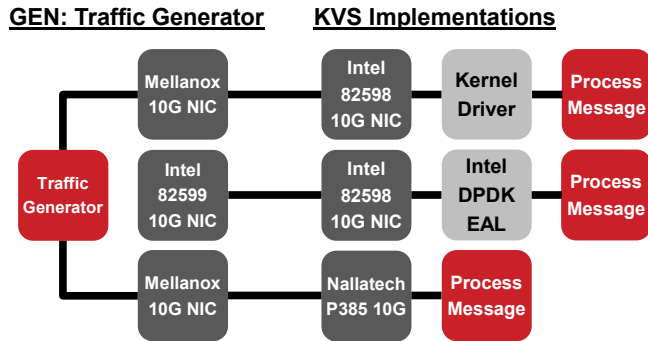 GEN: Traffic Generator
KVS Implementations
Mellanox
10G NIC
Intel
82598
10G NIC
Kernel
Driver
Process
Message
Traffic
Generator
Intel
82599
10G NIC
Intel
82598
10G NIC
Intel
DPDK
EAL
Process
Message
Mellanox
10G NIC
Nallatech
P385 10G
Process
Message